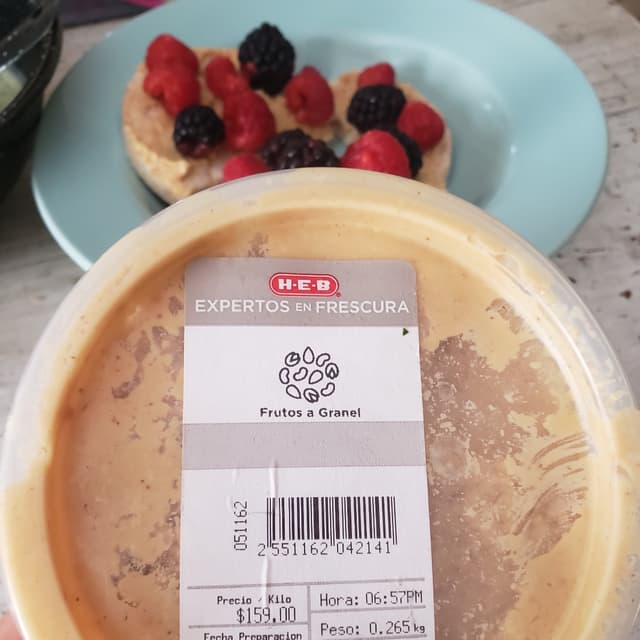 H-E-B
EXPERTOS EN FRESCURA
Frutos a Granel
051162
2 551162 042141
Precio / Kilo
$159.00
Hora: 06:57PM
Peso: 0.265 kg
Fecha Preparacion